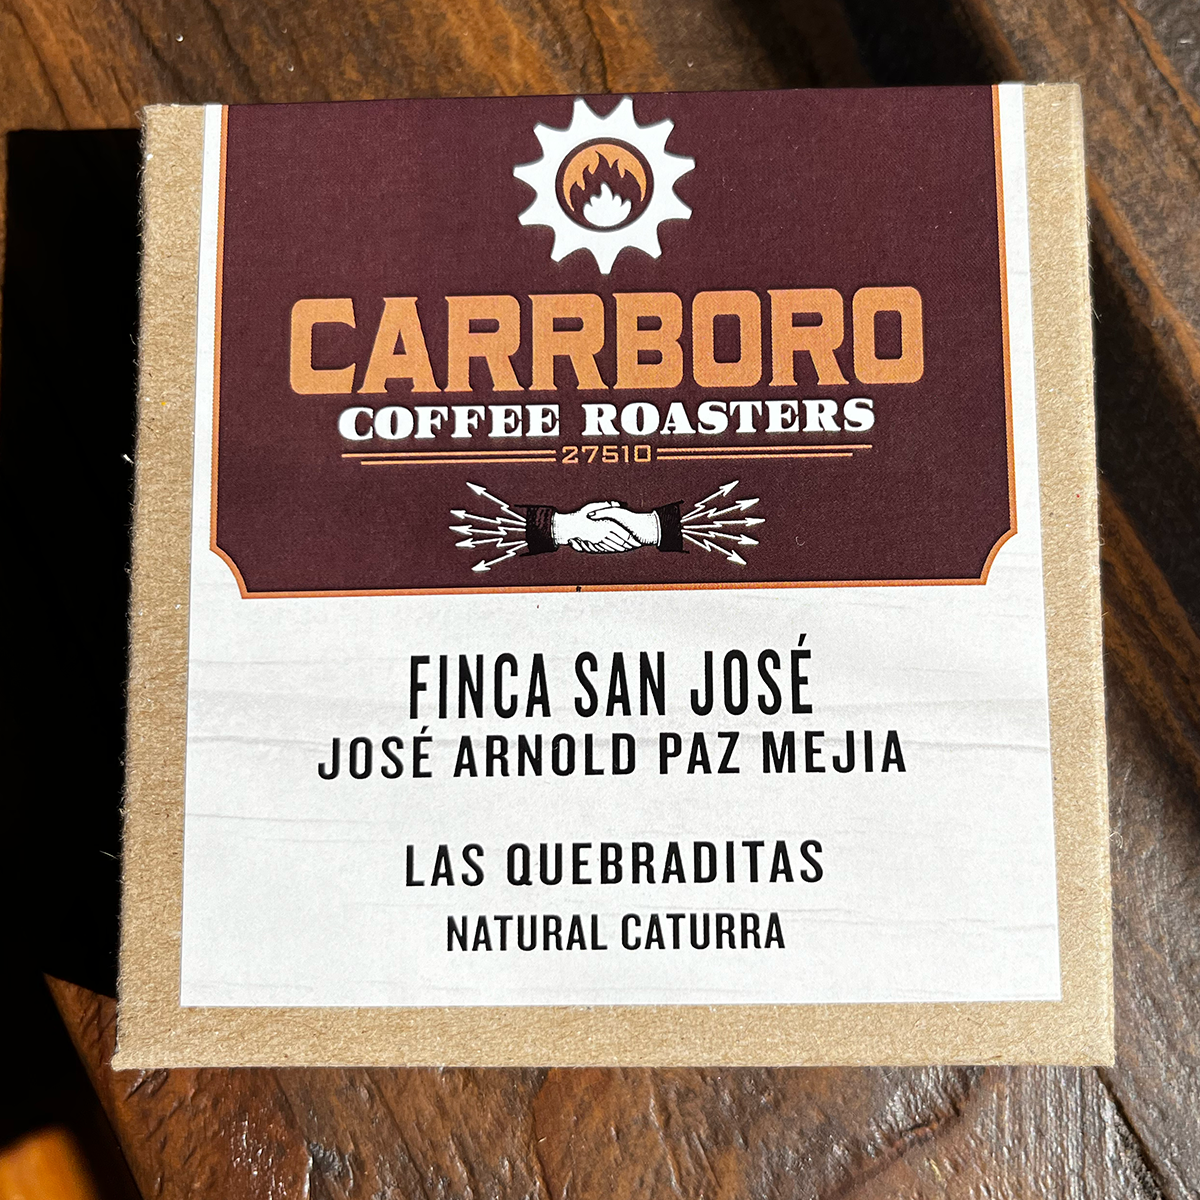 CARRBORO
COFFEE ROASTERS
27510
FINCA SAN JOSÉ
JOSÉ ARNOLD PAZ MEJIA
LAS QUEBRADITAS
NATURAL CATURRA